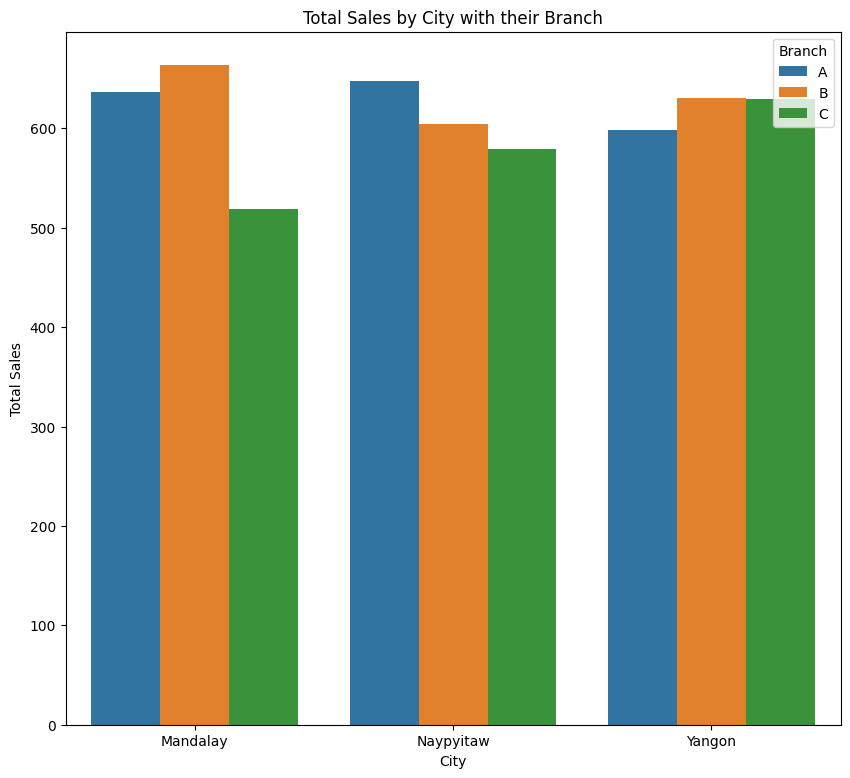 Total Sales by City with their Branch
Branch
A
B
C
Total Sales
600
500
400
300
200
100
0
Mandalay
Naypyitaw
Yangon
City